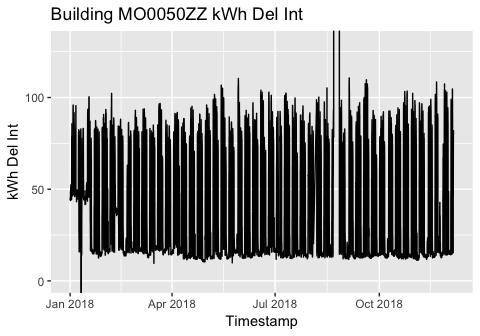 Building MO0050ZZ kWh Del Int
kWh Del Int
100
50
0
Jan 2018 Apr 2018 Jul 2018 Oct 2018
Timestamp